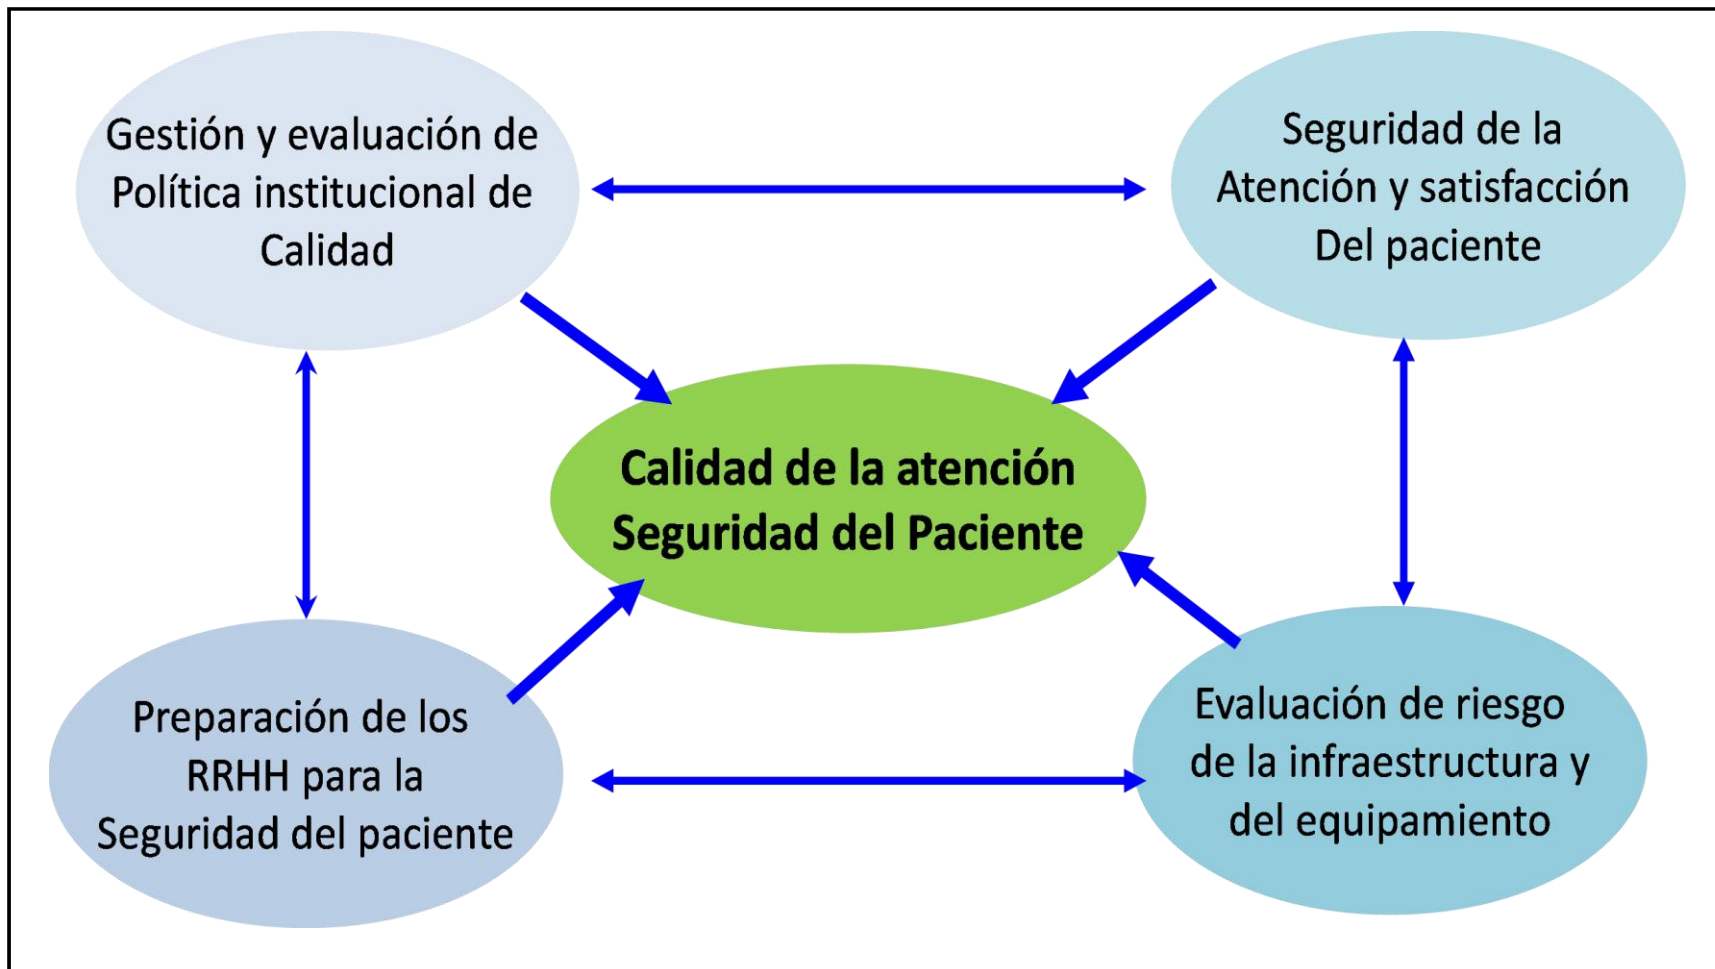 Gestión y evaluación de
Política institucional de
Calidad
Seguridad de la
Atención y satisfacción
Del paciente
Calidad de la atención
Seguridad del Paciente
Preparación de los
RRHH para la
Seguridad del paciente
Evaluación de riesgo
de la infraestructura y
del equipamiento